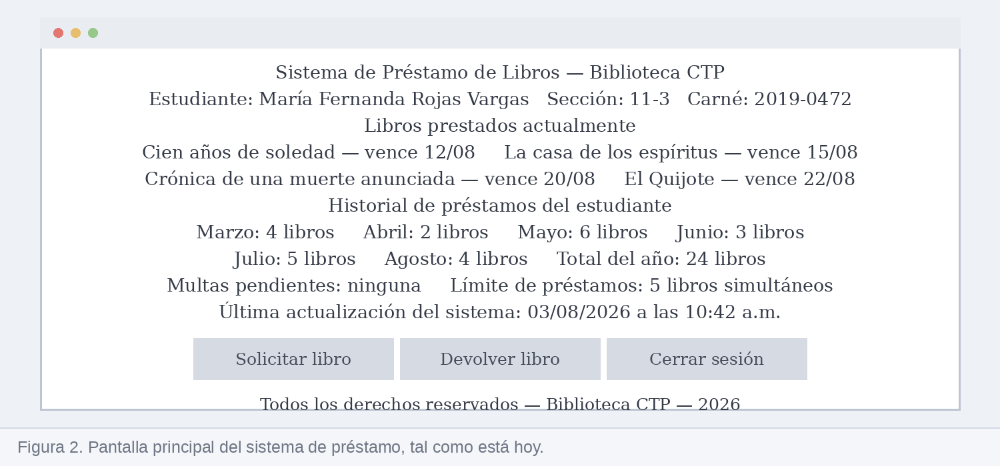 Sistema de Préstamo de Libros — Biblioteca CTP
Estudiante: María Fernanda Rojas Vargas Sección: 11-3 Carné: 2019-0472
Libros prestados actualmente
Cien años de soledad — vence 12/08 La casa de los espíritus — vence 15/08
Crónica de una muerte anunciada — vence 20/08 El Quijote — vence 22/08
Historial de préstamos del estudiante
Marzo: 4 libros Abril: 2 libros Mayo: 6 libros Junio: 3 libros
Julio: 5 libros Agosto: 4 libros Total del año: 24 libros
Multas pendientes: ninguna Límite de préstamos: 5 libros simultáneos
Última actualización del sistema: 03/08/2026 a las 10:42 a.m.
Solicitar libro Devolver libro Cerrar sesión
Todos los derechos reservados — Biblioteca CTP — 2026
Figura 2. Pantalla principal del sistema de préstamo, tal como está hoy.